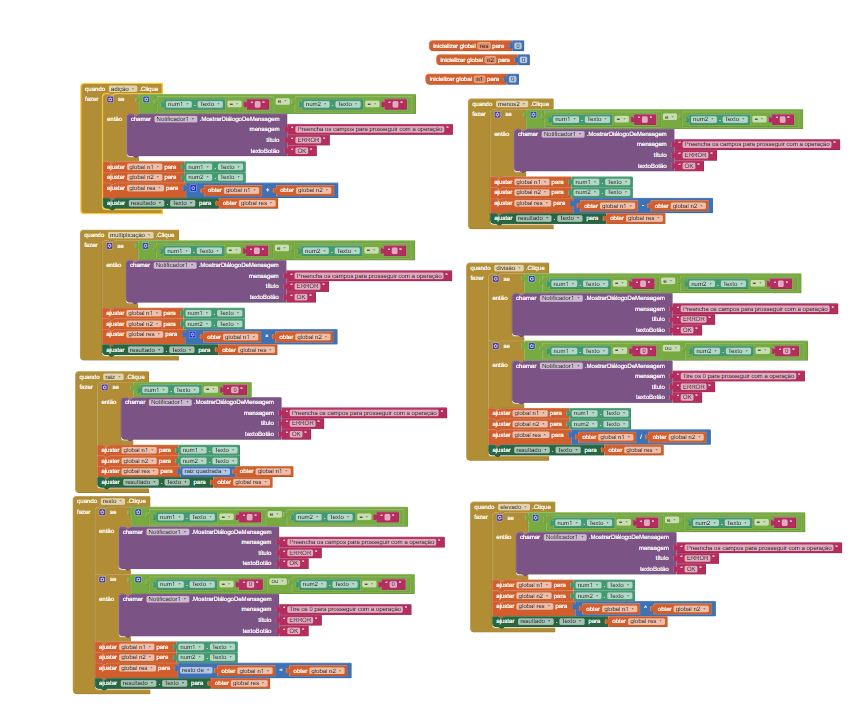 inicializar global res para 0
inicializar global n2 para 0
inicializar global n1 para 0
quando adição .Clique
fazer se num1 . Texto = " " e num2 . Texto = " "
então chamar Notificador1 .MostrarDiálogoDeMensagem
mensagem " Preencha os campos para prosseguir com a operação "
título " ERROR "
textoBotão " OK "
ajustar global n1 para num1 . Texto
ajustar global n2 para num2 . Texto
ajustar global res para obter global n1 + obter global n2
ajustar resultado . Texto para obter global res
quando menos2 .Clique
fazer se num1 . Texto = " " e num2 . Texto = " "
então chamar Notificador1 .MostrarDiálogoDeMensagem
mensagem " Preencha os campos para prosseguir com a operação "
título " ERROR "
textoBotão " OK "
ajustar global n1 para num1 . Texto
ajustar global n2 para num2 . Texto
ajustar global res para obter global n1 - obter global n2
ajustar resultado . Texto para obter global res
quando multiplicação .Clique
fazer se num1 . Texto = " " e num2 . Texto = " "
então chamar Notificador1 .MostrarDiálogoDeMensagem
mensagem " Preencha os campos para prosseguir com a operação "
título " ERROR "
textoBotão " OK "
ajustar global n1 para num1 . Texto
ajustar global n2 para num2 . Texto
ajustar global res para obter global n1 * obter global n2
ajustar resultado . Texto para obter global res
quando divisão .Clique
fazer se num1 . Texto = " " e num2 . Texto = " "
então chamar Notificador1 .MostrarDiálogoDeMensagem
mensagem " Preencha os campos para prosseguir com a operação "
título " ERROR "
textoBotão " OK "
se num1 . Texto = " 0 " ou num2 . Texto = " 0 "
então chamar Notificador1 .MostrarDiálogoDeMensagem
mensagem " Tire os 0 para prosseguir com a operação "
título " ERROR "
textoBotão " OK "
ajustar global n1 para num1 . Texto
ajustar global n2 para num2 . Texto
ajustar global res para obter global n1 / obter global n2
ajustar resultado . Texto para obter global res
quando raiz .Clique
fazer se num1 . Texto = " 0 "
então chamar Notificador1 .MostrarDiálogoDeMensagem
mensagem " Preencha os campos para prosseguir com a operação "
título " ERROR "
textoBotão " OK "
ajustar global n1 para num1 . Texto
ajustar global n2 para num2 . Texto
ajustar global res para raiz quadrada obter global n1
ajustar resultado . Texto para obter global res
quando resto .Clique
fazer se num1 . Texto = " " e num2 . Texto = " "
então chamar Notificador1 .MostrarDiálogoDeMensagem
mensagem " Preencha os campos para prosseguir com a operação "
título " ERROR "
textoBotão " OK "
se num1 . Texto = " 0 " ou num2 . Texto = " 0 "
então chamar Notificador1 .MostrarDiálogoDeMensagem
mensagem " Tire os 0 para prosseguir com a operação "
título " ERROR "
textoBotão " OK "
ajustar global n1 para num1 . Texto
ajustar global n2 para num2 . Texto
ajustar global res para resto de obter global n1 ÷ obter global n2
ajustar resultado . Texto para obter global res
quando elevado .Clique
fazer se num1 . Texto = " " e num2 . Texto = " "
então chamar Notificador1 .MostrarDiálogoDeMensagem
mensagem " Preencha os campos para prosseguir com a operação "
título " ERROR "
textoBotão " OK "
ajustar global n1 para num1 . Texto
ajustar global n2 para num2 . Texto
ajustar global res para obter global n1 ^ obter global n2
ajustar resultado . Texto para obter global res